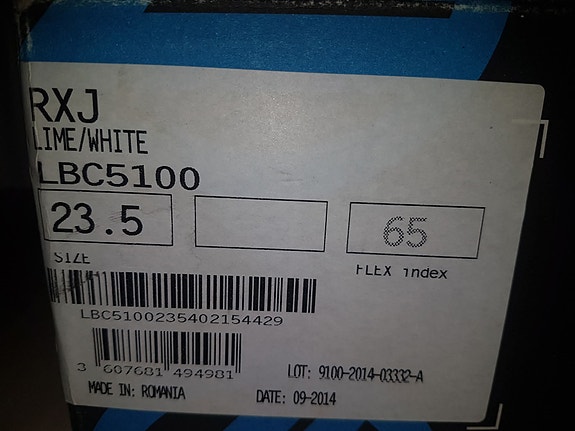 RXJ
LIME/WHITE
LBC5100
23.5
65
SIZE
FLEX index
LBC5100235402154429
3 607681 494981
LOT: 9100-2014-03332-A
MADE IN: ROMANIA
DATE: 09-2014